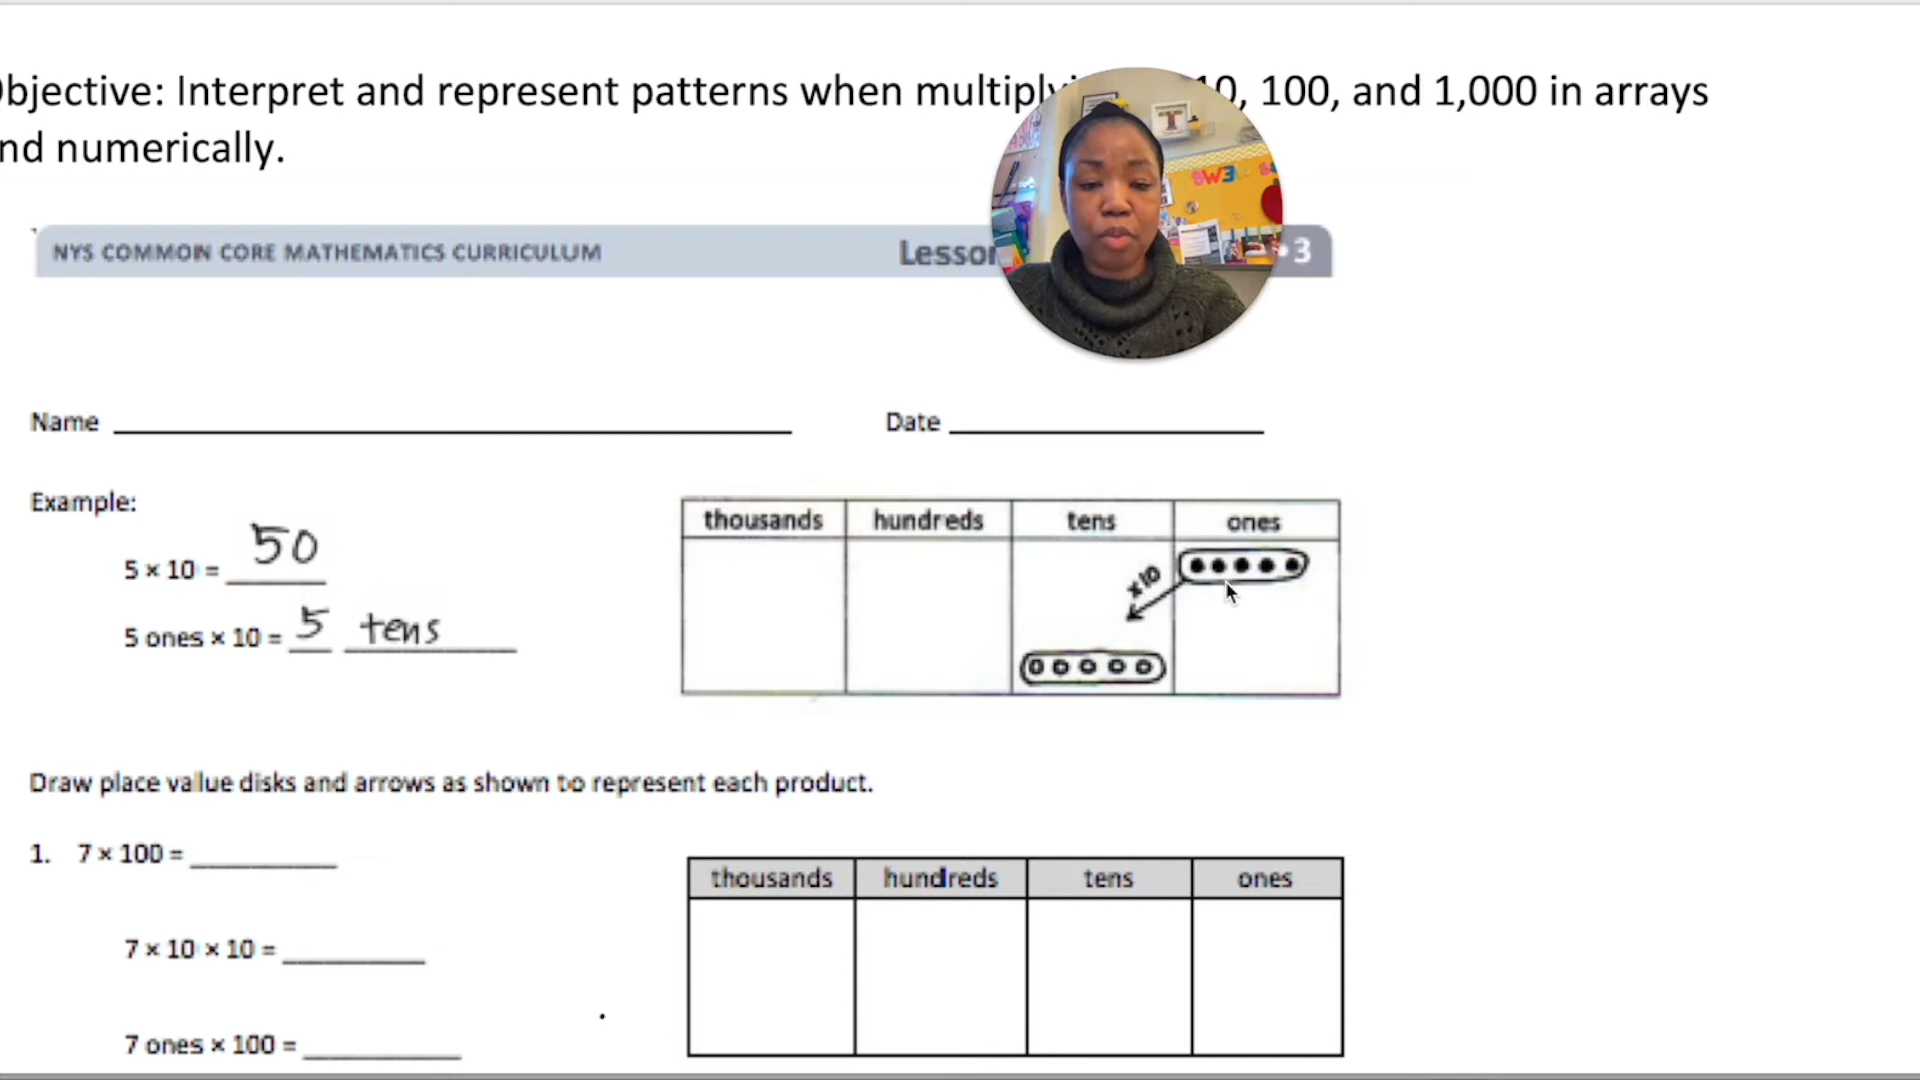 bjective: Interpret and represent patterns when multiply 10, 100, and 1,000 in arrays
nd numerically.
NYS COMMON CORE MATHEMATICS CURRICULUM Lesson 3
Name Date
Example:
5 × 10 = 50
5 ones × 10 = 5 tens
thousands hundreds tens ones
×10
Draw place value disks and arrows as shown to represent each product.
1. 7 × 100 =
7 × 10 × 10 =
7 ones × 100 =
thousands hundreds tens ones